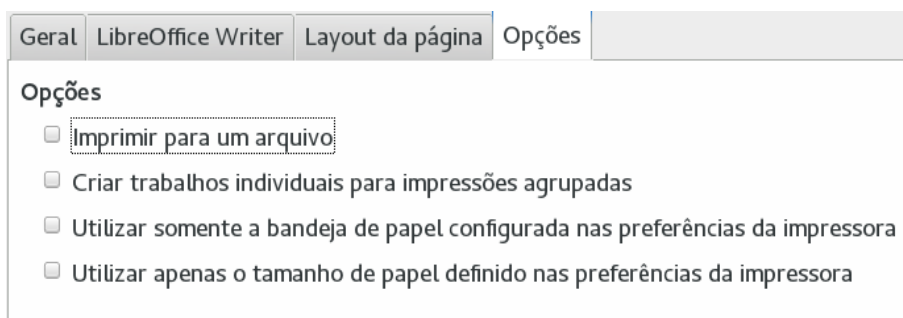 Geral LibreOffice Writer Layout da página Opções
Opções
Imprimir para um arquivo
Criar trabalhos individuais para impressões agrupadas
Utilizar somente a bandeja de papel configurada nas preferências da impressora
Utilizar apenas o tamanho de papel definido nas preferências da impressora